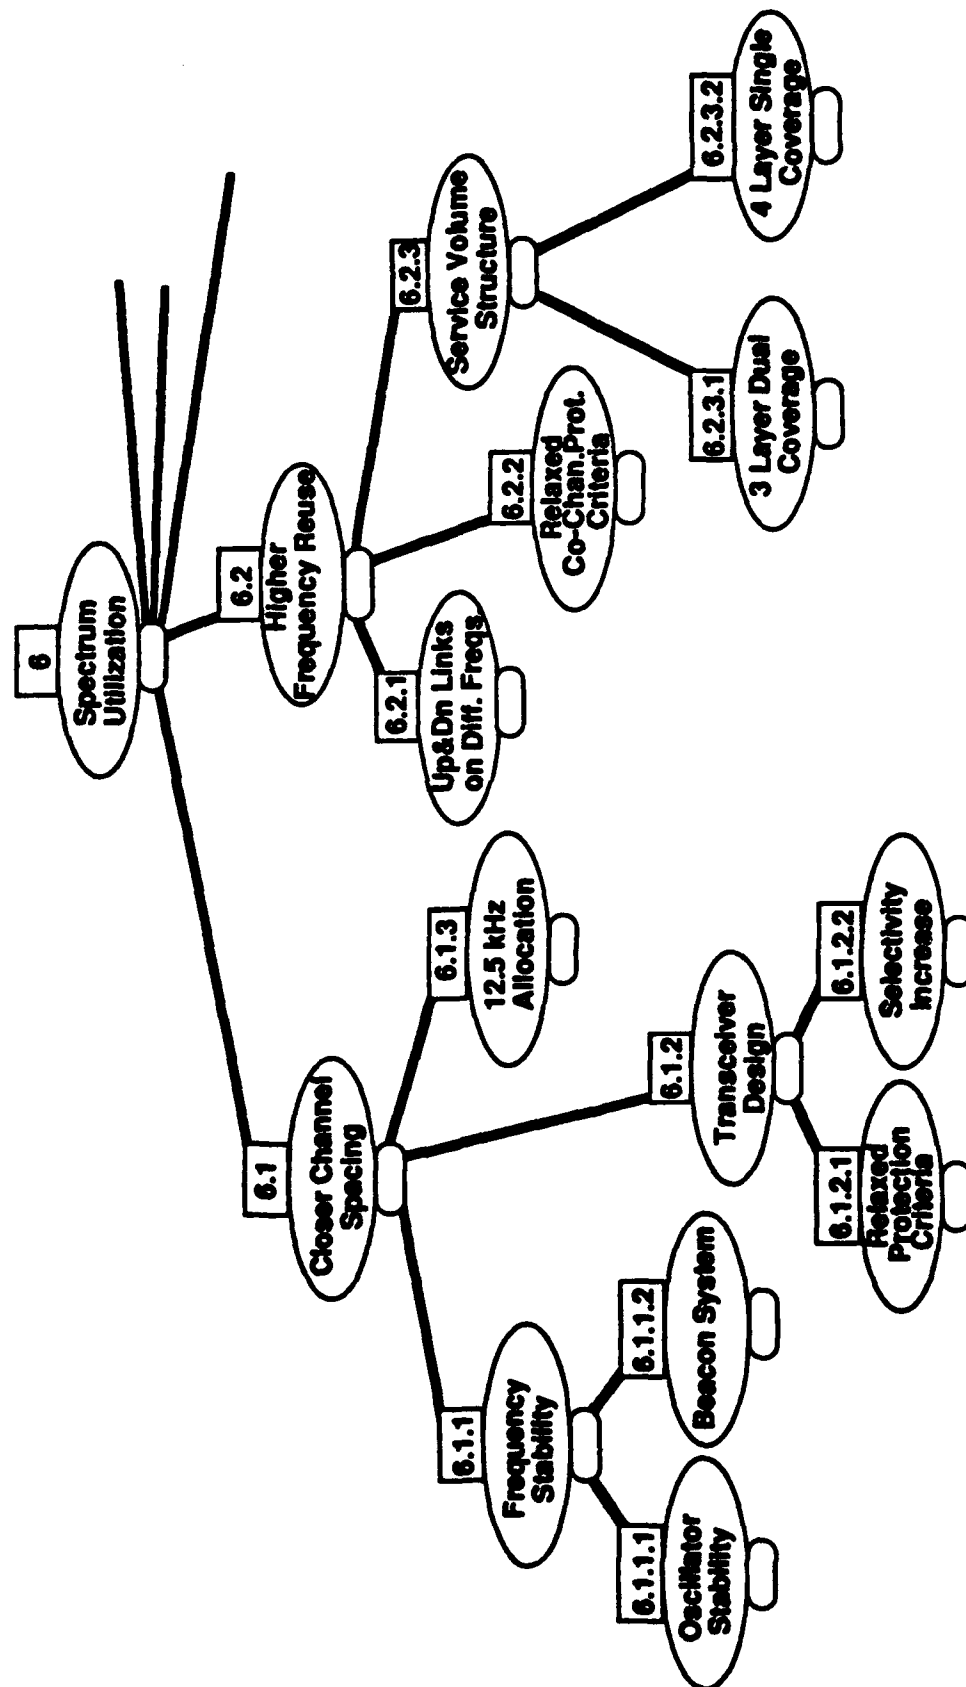 6
Spectrum
Utilization
6.1
Closer Channel
Spacing
6.2
Higher
Frequency Reuse
6.1.1
Frequency
Stability
6.1.2
Transceiver
Design
6.1.3
12.5 kHz
Allocation
6.2.1
Up&Dn Links
on Diff. Freqs.
6.2.2
Relaxed
Co-Chan.Prot.
Criteria
6.2.3
Service Volume
Structure
6.1.1.1
Oscillator
Stability
6.1.1.2
Beacon System
6.1.2.1
Relaxed
Protection
Criteria
6.1.2.2
Selectivity
Increase
6.2.3.1
3 Layer Dual
Coverage
6.2.3.2
4 Layer Single
Coverage